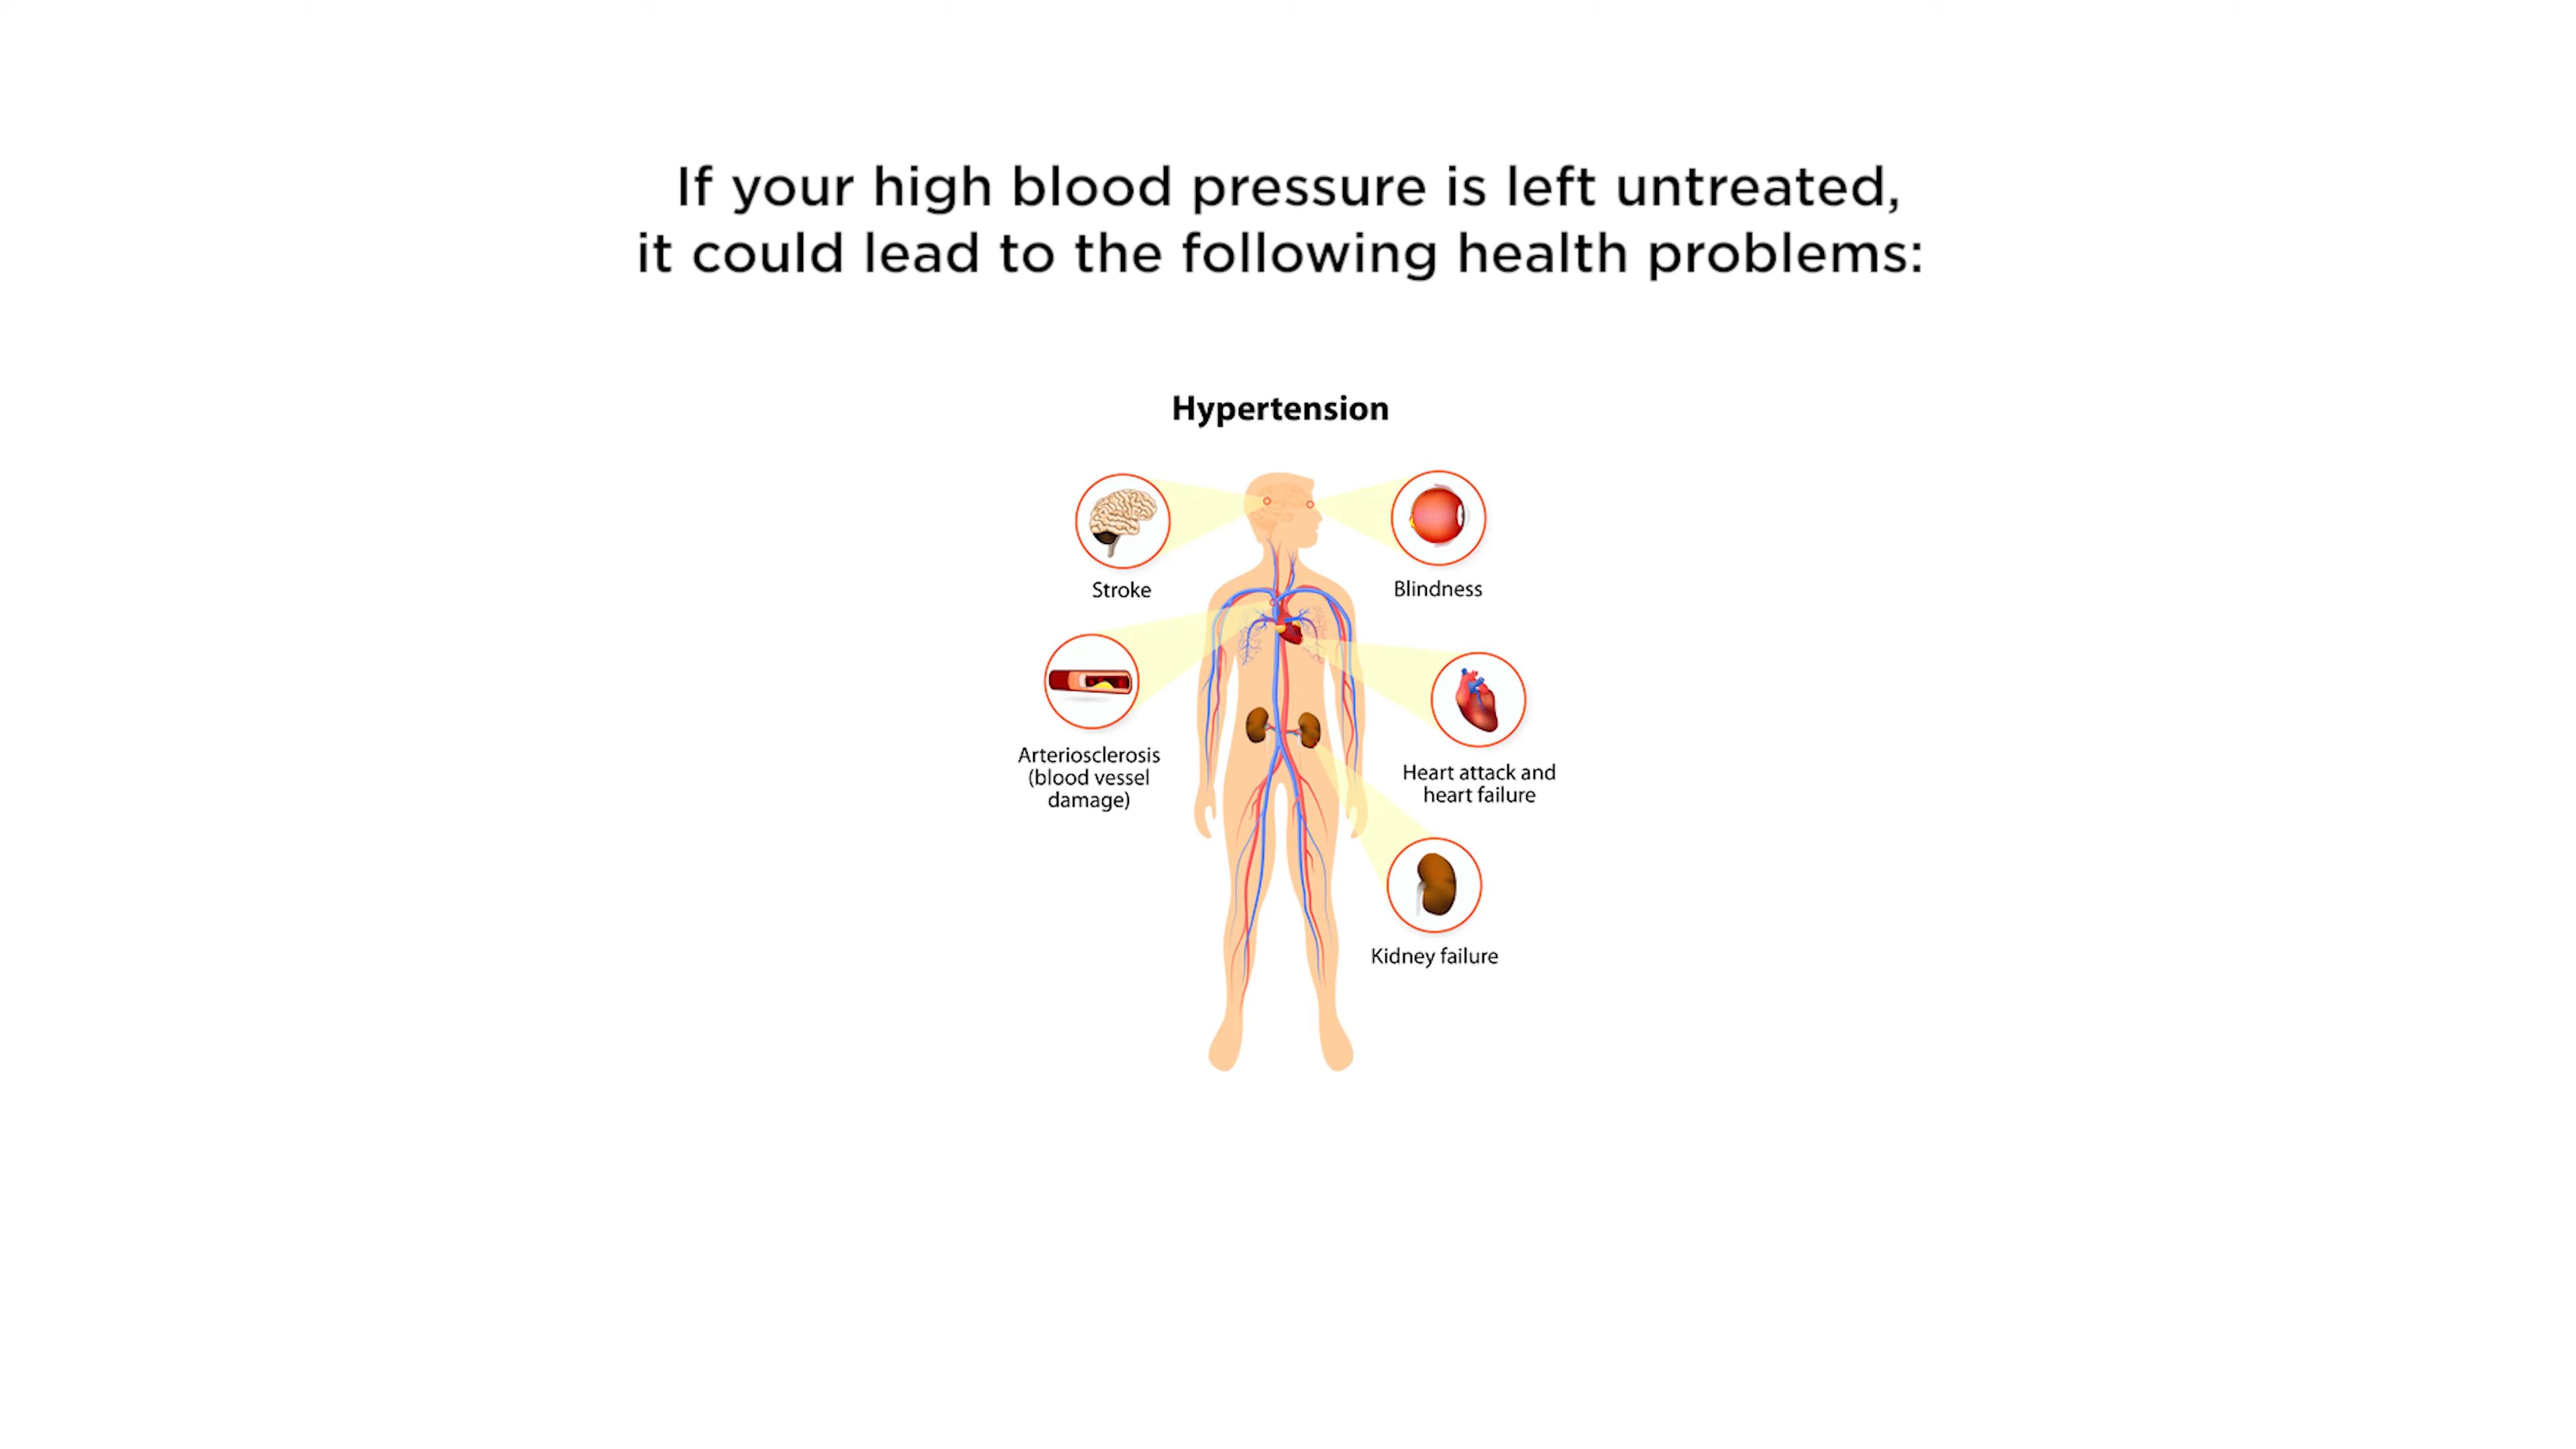 If your high blood pressure is left untreated,
it could lead to the following health problems:
Hypertension
Stroke
Blindness
Arteriosclerosis
(blood vessel
damage)
Heart attack and
heart failure
Kidney failure